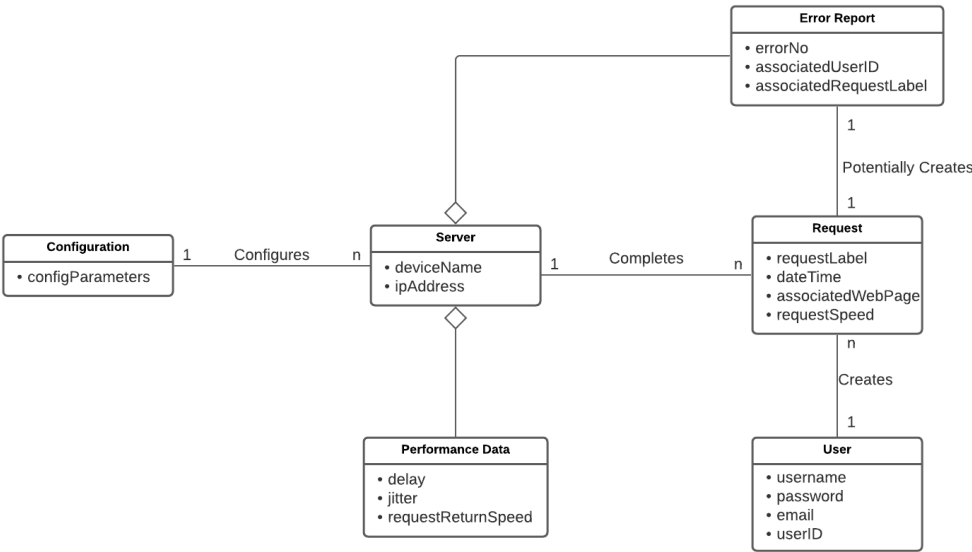 Error Report
• errorNo
• associatedUserID
• associatedRequestLabel
1
Potentially Creates
1
Configuration
• configParameters
1
Configures
n
Server
• deviceName
• ipAddress
1
Completes
n
Request
• requestLabel
• dateTime
• associatedWebPage
• requestSpeed
n
Creates
1
Performance Data
• delay
• jitter
• requestReturnSpeed
User
• username
• password
• email
• userID